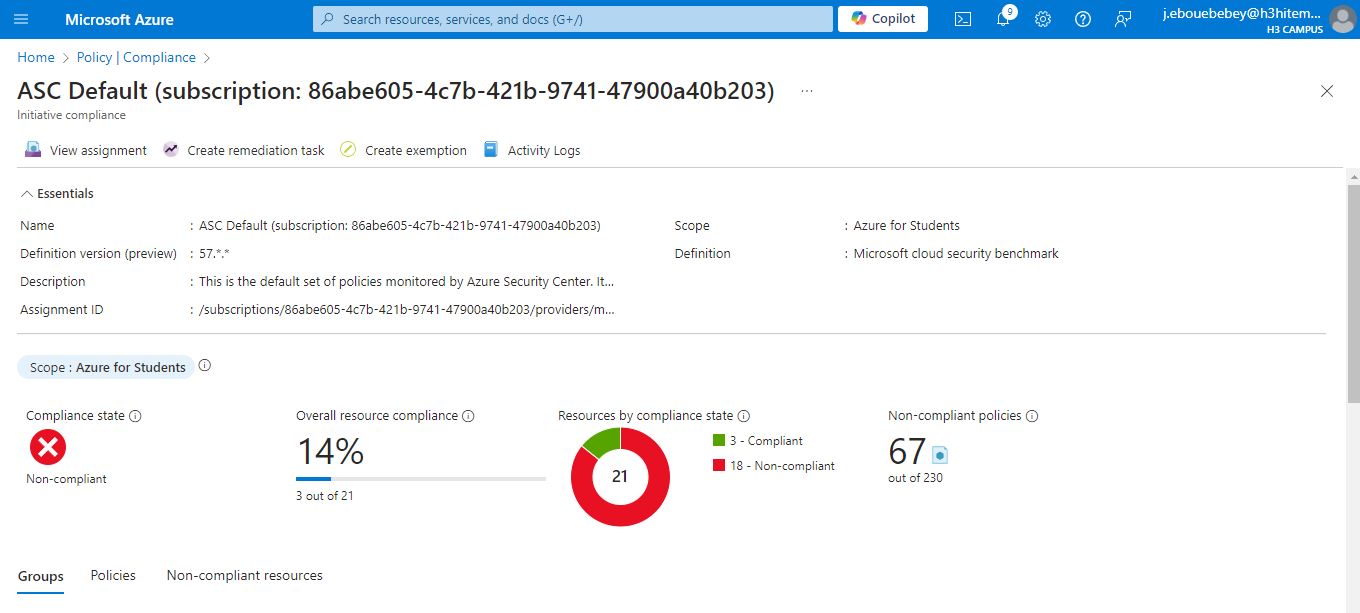 Microsoft Azure
Search resources, services, and docs (G+/)
Copilot
9
j.ebouebebey@h3hitem...
H3 CAMPUS
Home > Policy | Compliance >
ASC Default (subscription: 86abe605-4c7b-421b-9741-47900a40b203) ...
Initiative compliance
View assignment Create remediation task Create exemption Activity Logs
Essentials
Name : ASC Default (subscription: 86abe605-4c7b-421b-9741-47900a40b203) Scope : Azure for Students
Definition version (preview) : 57.*.* Definition : Microsoft cloud security benchmark
Description : This is the default set of policies monitored by Azure Security Center. It...
Assignment ID : /subscriptions/86abe605-4c7b-421b-9741-47900a40b203/providers/m...
Scope : Azure for Students
Compliance state
Non-compliant
Overall resource compliance
14%
3 out of 21
Resources by compliance state
21
3 - Compliant
18 - Non-compliant
Non-compliant policies
67
out of 230
Groups Policies Non-compliant resources